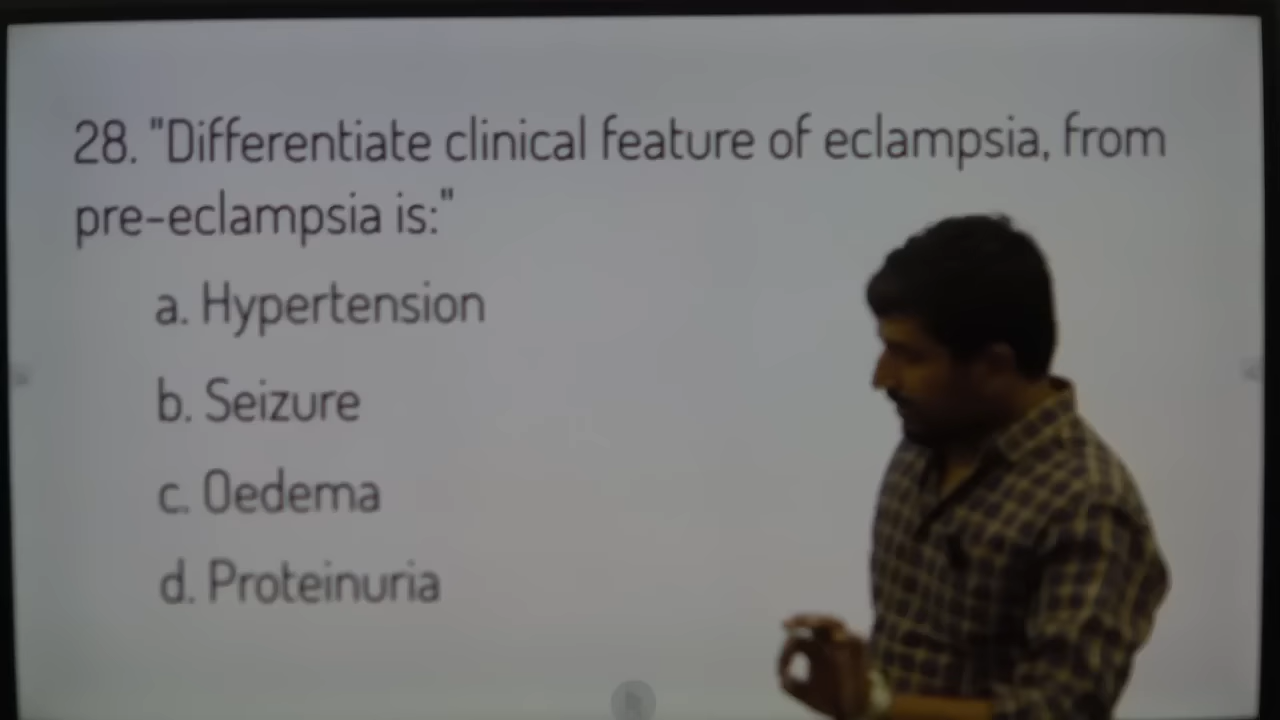 28. "Differentiate clinical feature of eclampsia, from
pre-eclampsia is:"
a. Hypertension
b. Seizure
c. Oedema
d. Proteinuria